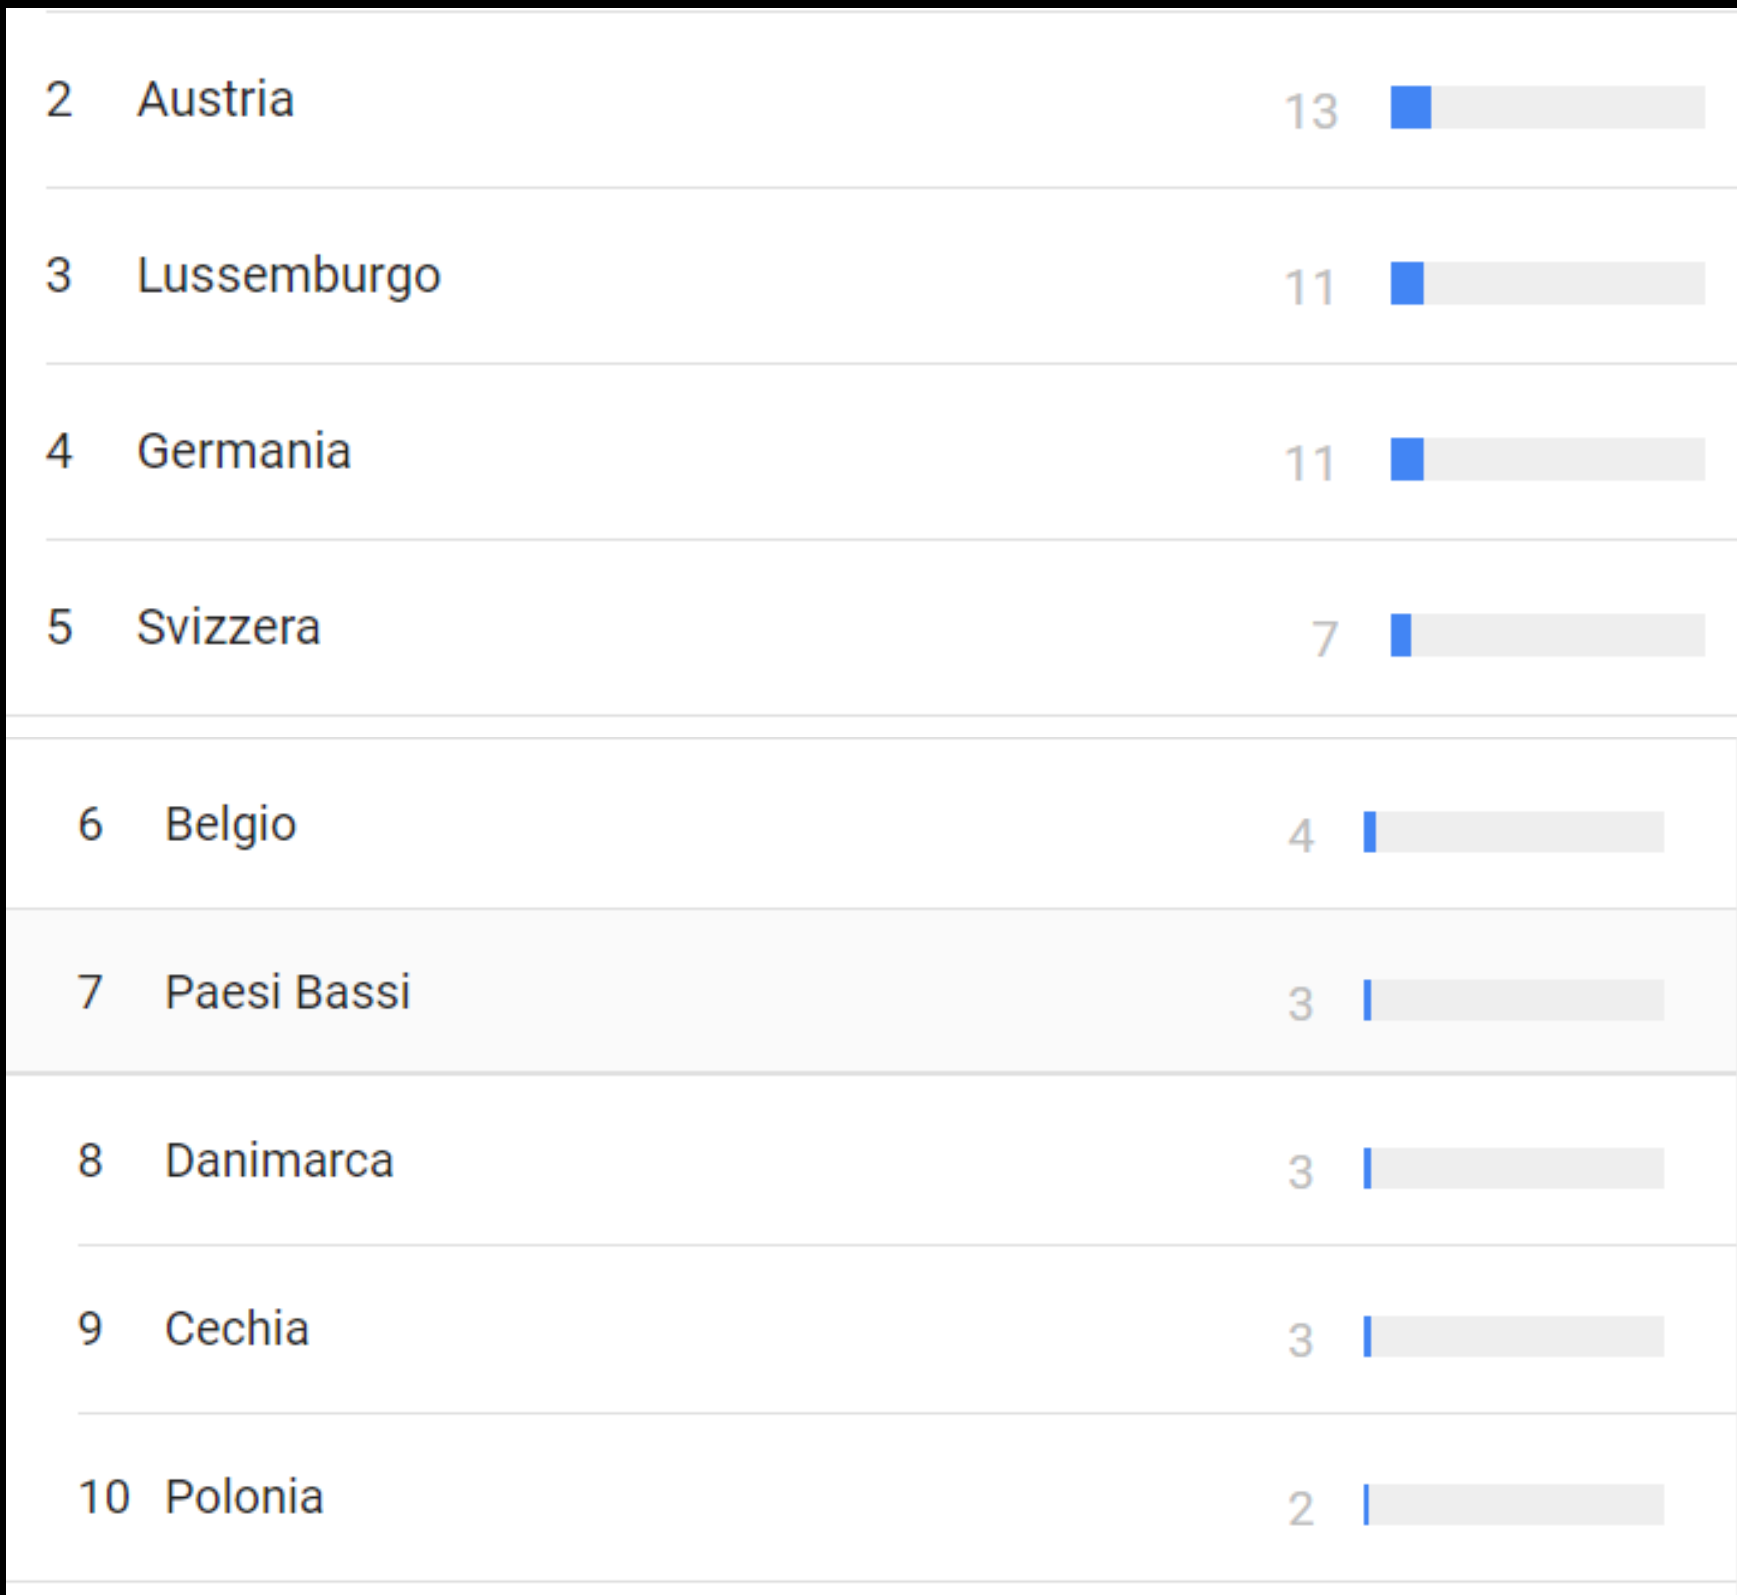 2 Austria 13
3 Lussemburgo 11
4 Germania 11
5 Svizzera 7
6 Belgio 4
7 Paesi Bassi 3
8 Danimarca 3
9 Cechia 3
10 Polonia 2